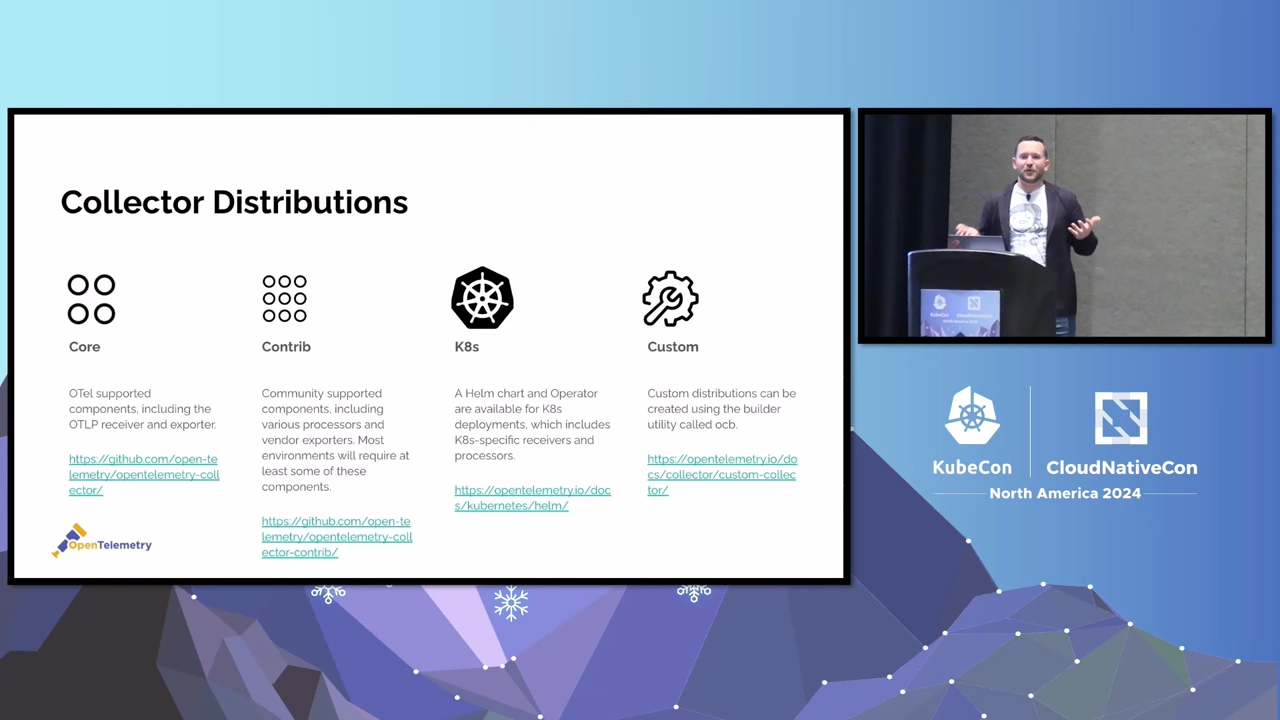 Collector Distributions
Core
OTel supported
components, including the
OTLP receiver and exporter.
https://github.com/open-te
lemetry/opentelemetry-coll
ector/
Contrib
Community supported
components, including
various processors and
vendor exporters. Most
environments will require at
least some of these
components.
https://github.com/open-te
lemetry/opentelemetry-coll
ector-contrib/
K8s
A Helm chart and Operator
are available for K8s
deployments, which includes
K8s-specific receivers and
processors.
https://opentelemetry.io/doc
s/kubernetes/helm/
Custom
Custom distributions can be
created using the builder
utility called ocb.
https://opentelemetry.io/do
cs/collector/custom-collec
tor/
OpenTelemetry
KubeCon
CloudNativeCon
North America 2024
KubeCon
CloudNativeCon
North America 2024